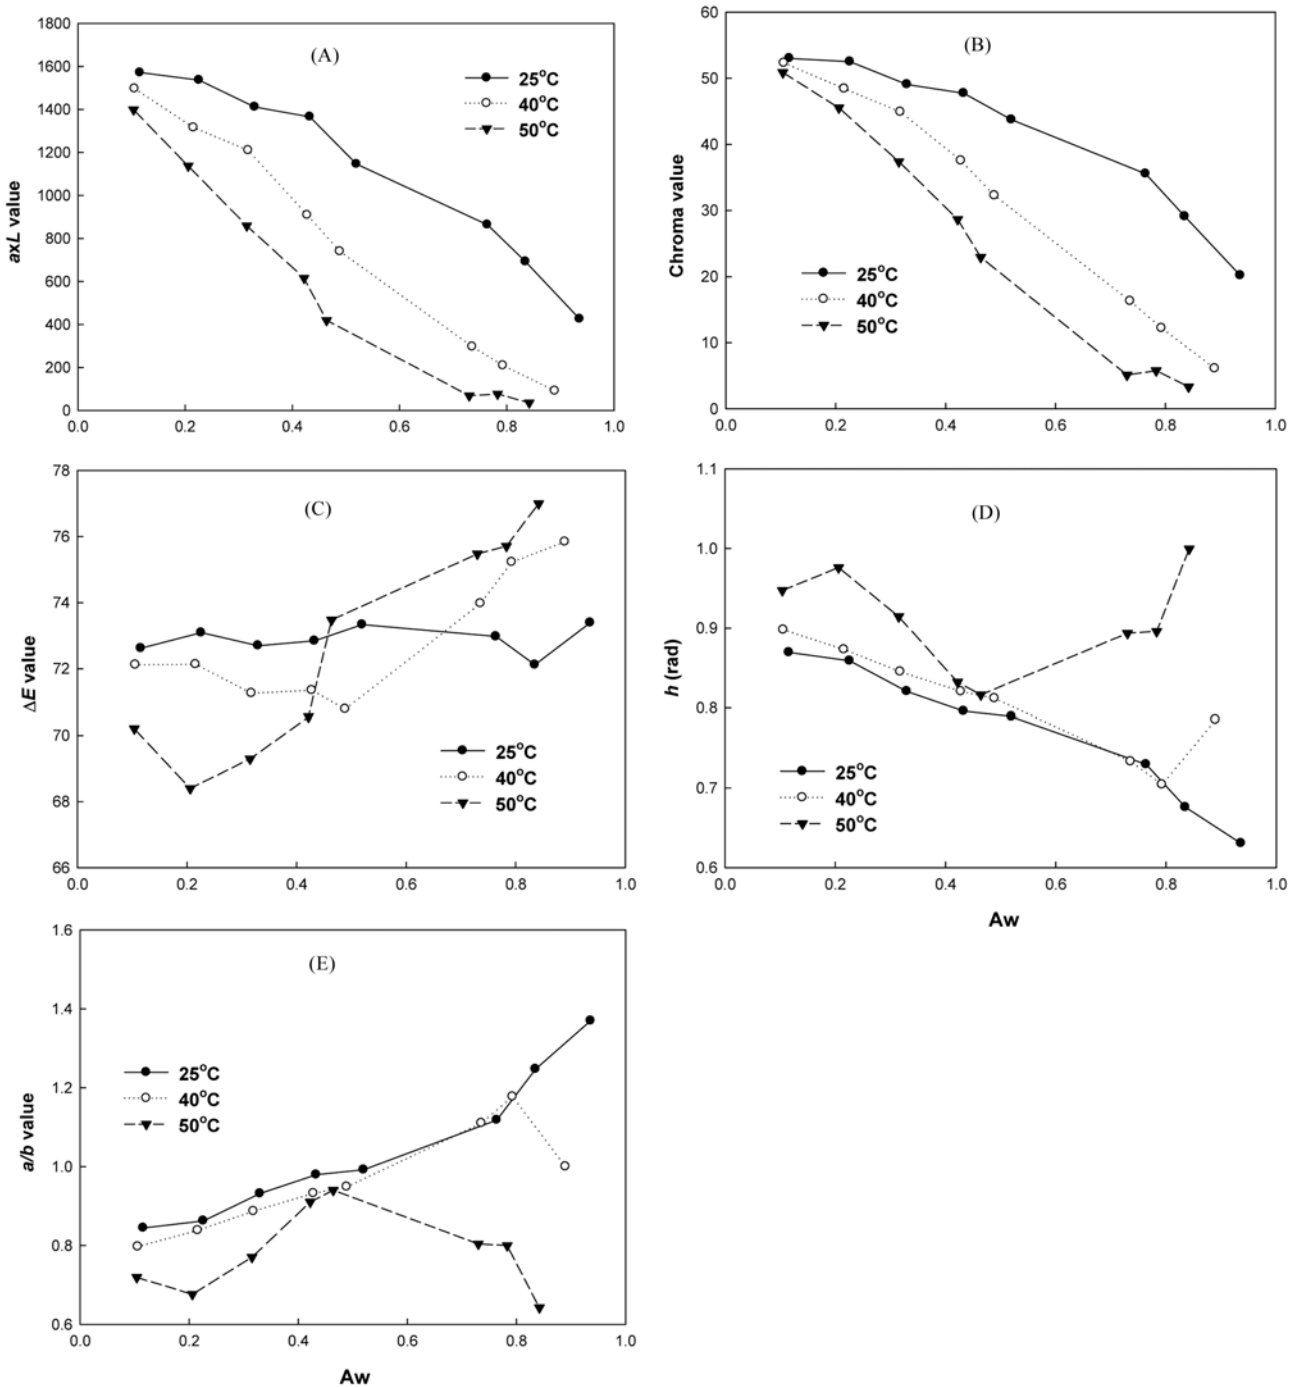 (A)
axL value
1800
1600
1400
1200
1000
800
600
400
200
0
25°C
40°C
50°C
0.0 0.2 0.4 0.6 0.8 1.0
(B)
Chroma value
60
50
40
30
20
10
0
25°C
40°C
50°C
0.0 0.2 0.4 0.6 0.8 1.0
(C)
ΔE value
78
76
74
72
70
68
66
25°C
40°C
50°C
0.0 0.2 0.4 0.6 0.8 1.0
(D)
h (rad)
1.1
1.0
0.9
0.8
0.7
0.6
25°C
40°C
50°C
0.0 0.2 0.4 0.6 0.8 1.0
Aw
(E)
a/b value
1.6
1.4
1.2
1.0
0.8
0.6
25°C
40°C
50°C
0.0 0.2 0.4 0.6 0.8 1.0
Aw